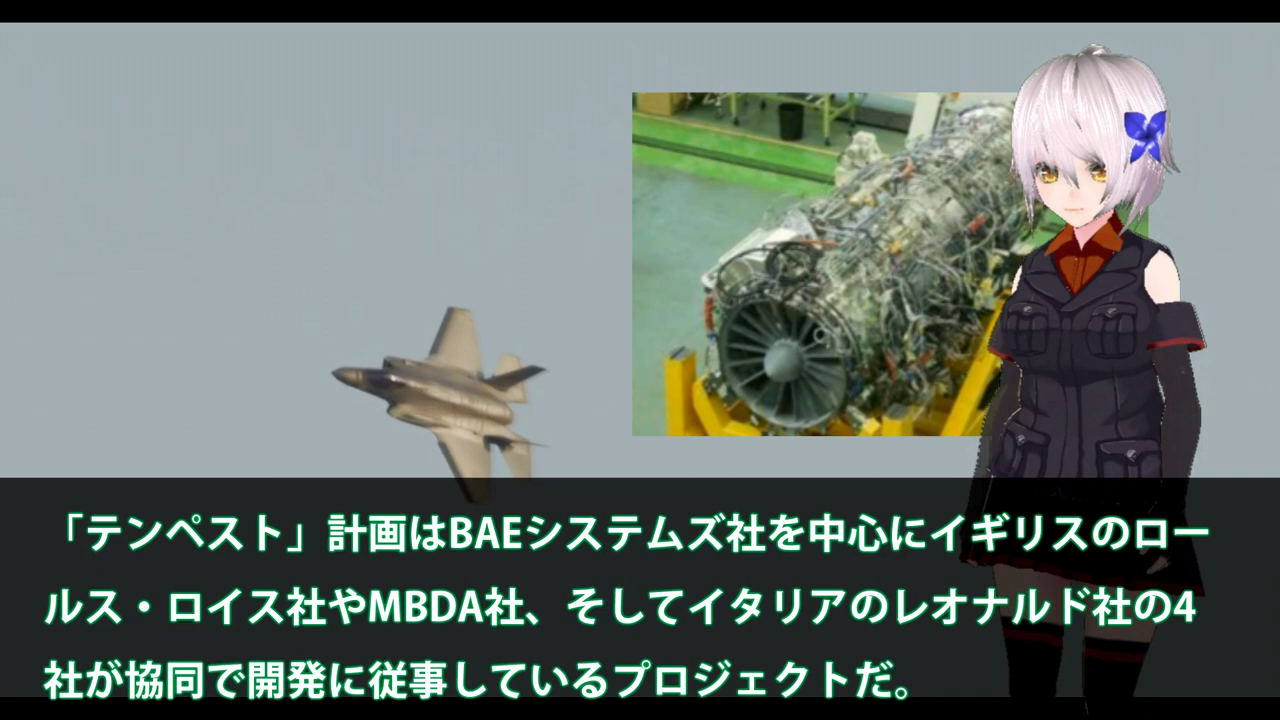 「テンペスト」計画はBAEシステムズ社を中心にイギリスのロー
ルス・ロイス社やMBDA社、そしてイタリアのレオナルド社の4
社が協同で開発に従事しているプロジェクトだ。